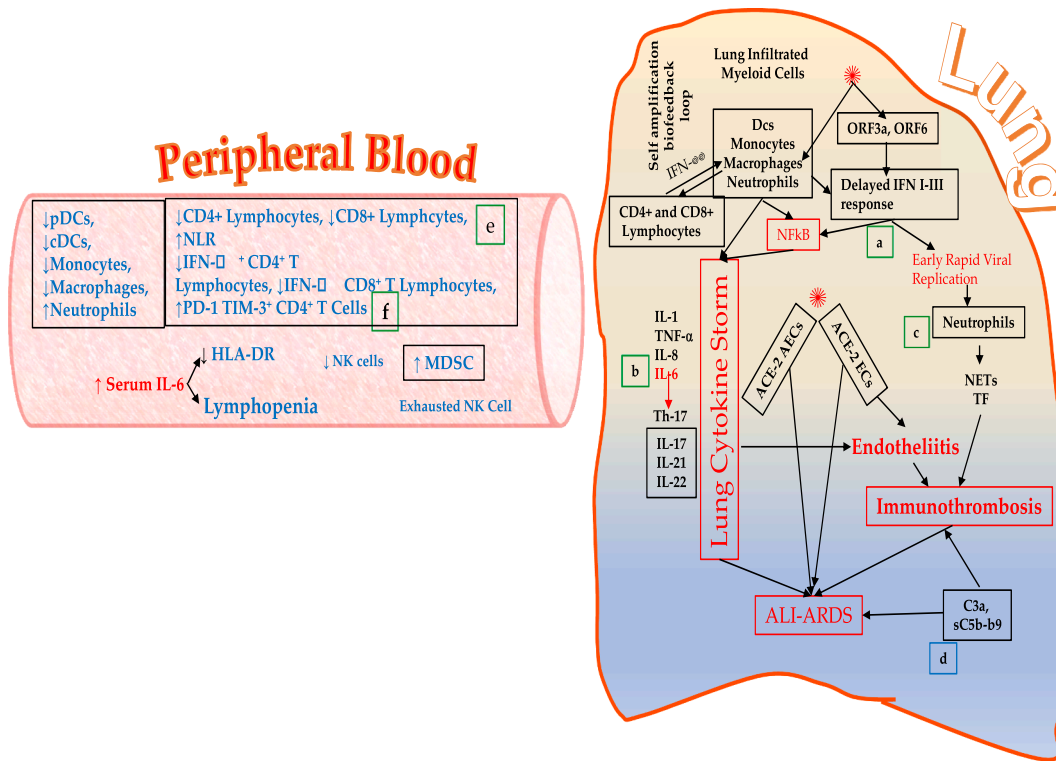 Peripheral Blood
↓pDCs,
↓cDCs,
↓Monocytes,
↓Macrophages,
↑Neutrophils
↓CD4+ Lymphocytes, ↓CD8+ Lymphcytes,
↑NLR
↓IFN-▯ + CD4+ T
Lymphocytes, ↓IFN-▯ CD8+ T Lymphocytes,
↑PD-1 TIM-3+ CD4+ T Cells
e
f
↑ Serum IL-6
↓ HLA-DR
Lymphopenia
↓NK cells
↑ MDSC
Exhausted NK Cell
Lung
Self amplification
biofeedback
loop
Lung Infiltrated
Myeloid Cells
Dcs
Monocytes
Macrophages
Neutrophils
ORF3a, ORF6
IFN-@@
CD4+ and CD8+
Lymphocytes
Delayed IFN I-III
response
NFkB
a
Early Rapid Viral
Replication
c
Neutrophils
NETs
TF
IL-1
TNF-α
IL-8
IL-6
b
Th-17
IL-17
IL-21
IL-22
Lung Cytokine Storm
ACE-2 AECs
ACE-2 ECs
Endotheliitis
Immunothrombosis
ALI-ARDS
C3a,
sC5b-b9
d